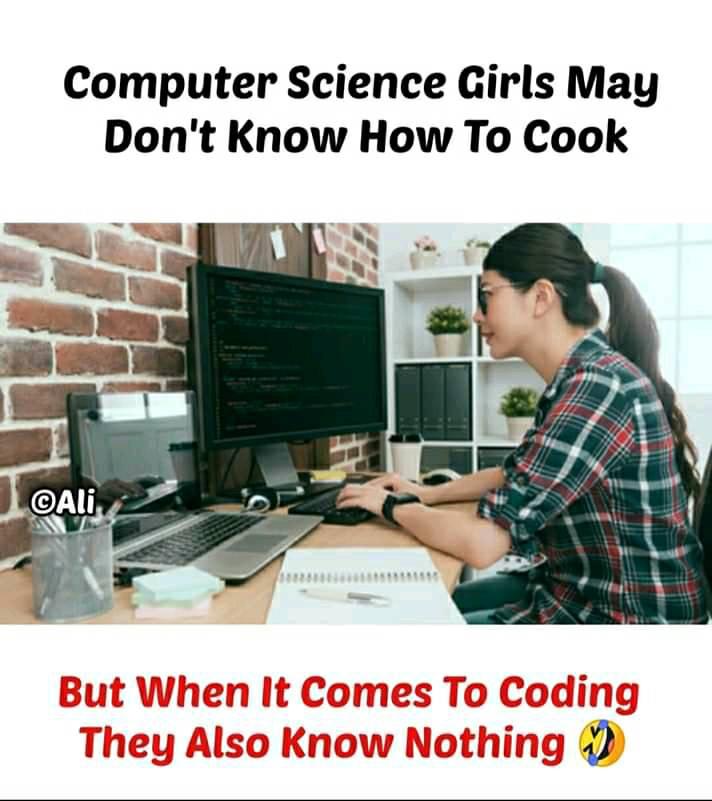 Computer Science Girls May
Don't Know How To Cook
©Ali
But When It Comes To Coding
They Also Know Nothing 🤣